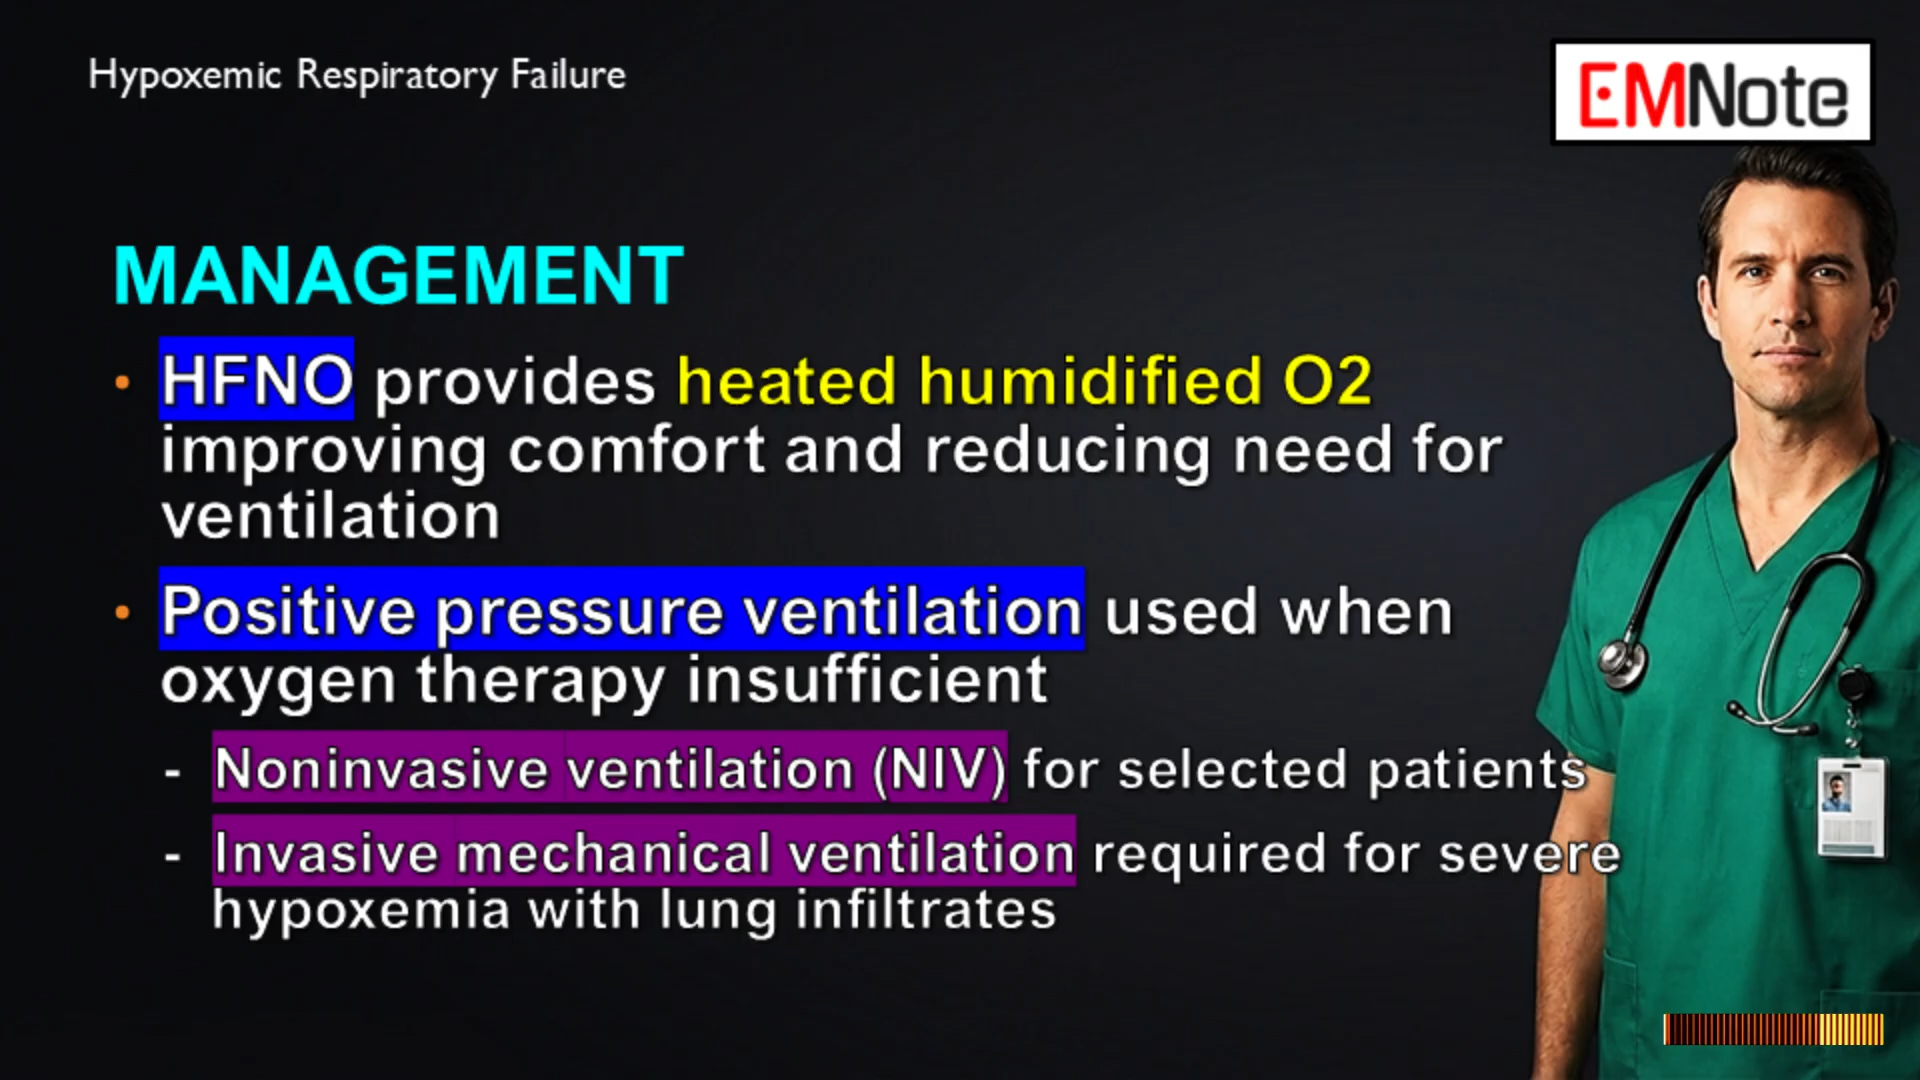 Hypoxemic Respiratory Failure
EMNote
MANAGEMENT
• HFNO provides heated humidified O2
improving comfort and reducing need for
ventilation
• Positive pressure ventilation used when
oxygen therapy insufficient
- Noninvasive ventilation (NIV) for selected patients
- Invasive mechanical ventilation required for severe
hypoxemia with lung infiltrates